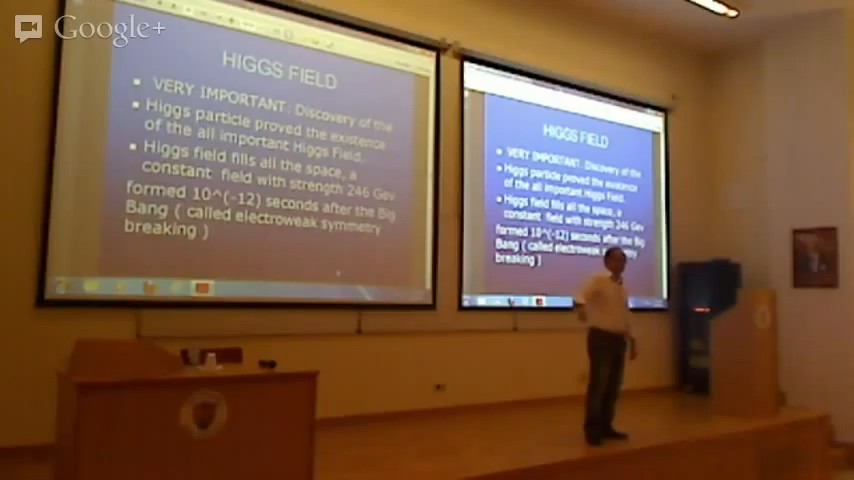 Google+
HIGGS FIELD
VERY IMPORTANT: Discovery of the
Higgs particle proved the existence
of the all important Higgs Field.
Higgs field fills all the space, a
constant field with strength 246 Gev
formed 10^(-12) seconds after the Big
Bang ( called electroweak symmetry
breaking )
HIGGS FIELD
VERY IMPORTANT: Discovery of the
Higgs particle proved the existence
of the all important Higgs Field.
Higgs field fills all the space, a
constant field with strength 246 Gev
formed 10^(-12) seconds after the Big
Bang ( called electroweak symmetry
breaking )